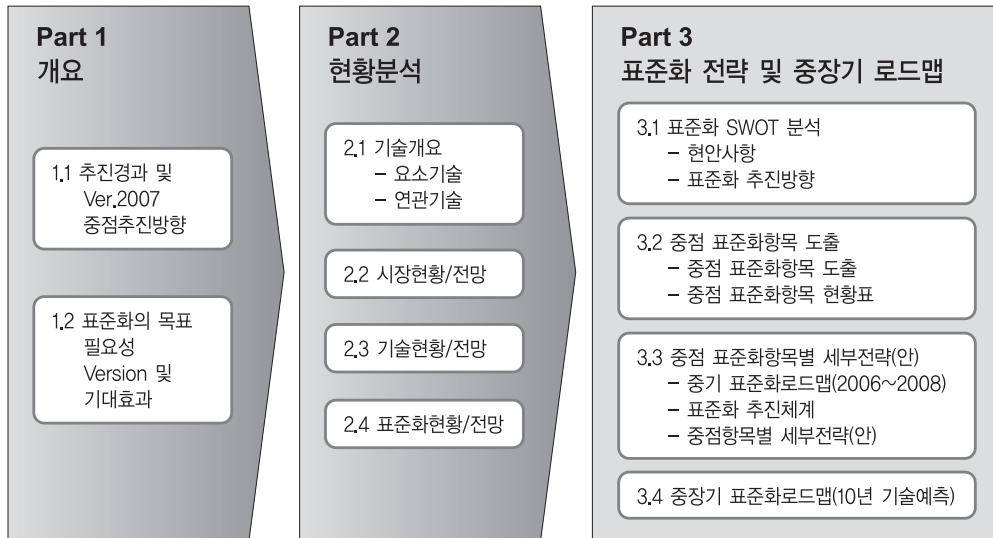 Part 1
개요
1.1 추진경과 및
Ver.2007
중점추진방향
1.2 표준화의 목표
필요성
Version 및
기대효과
Part 2
현황분석
2.1 기술개요
– 요소기술
– 연관기술
2.2 시장현황/전망
2.3 기술현황/전망
2.4 표준화현황/전망
Part 3
표준화 전략 및 중장기 로드맵
3.1 표준화 SWOT 분석
– 현안사항
– 표준화 추진방향
3.2 중점 표준화항목 도출
– 중점 표준화항목 도출
– 중점 표준화항목 현황표
3.3 중점 표준화항목별 세부전략(안)
– 중기 표준화로드맵(2006~2008)
– 표준화 추진체계
– 중점항목별 세부전략(안)
3.4 중장기 표준화로드맵(10년 기술예측)